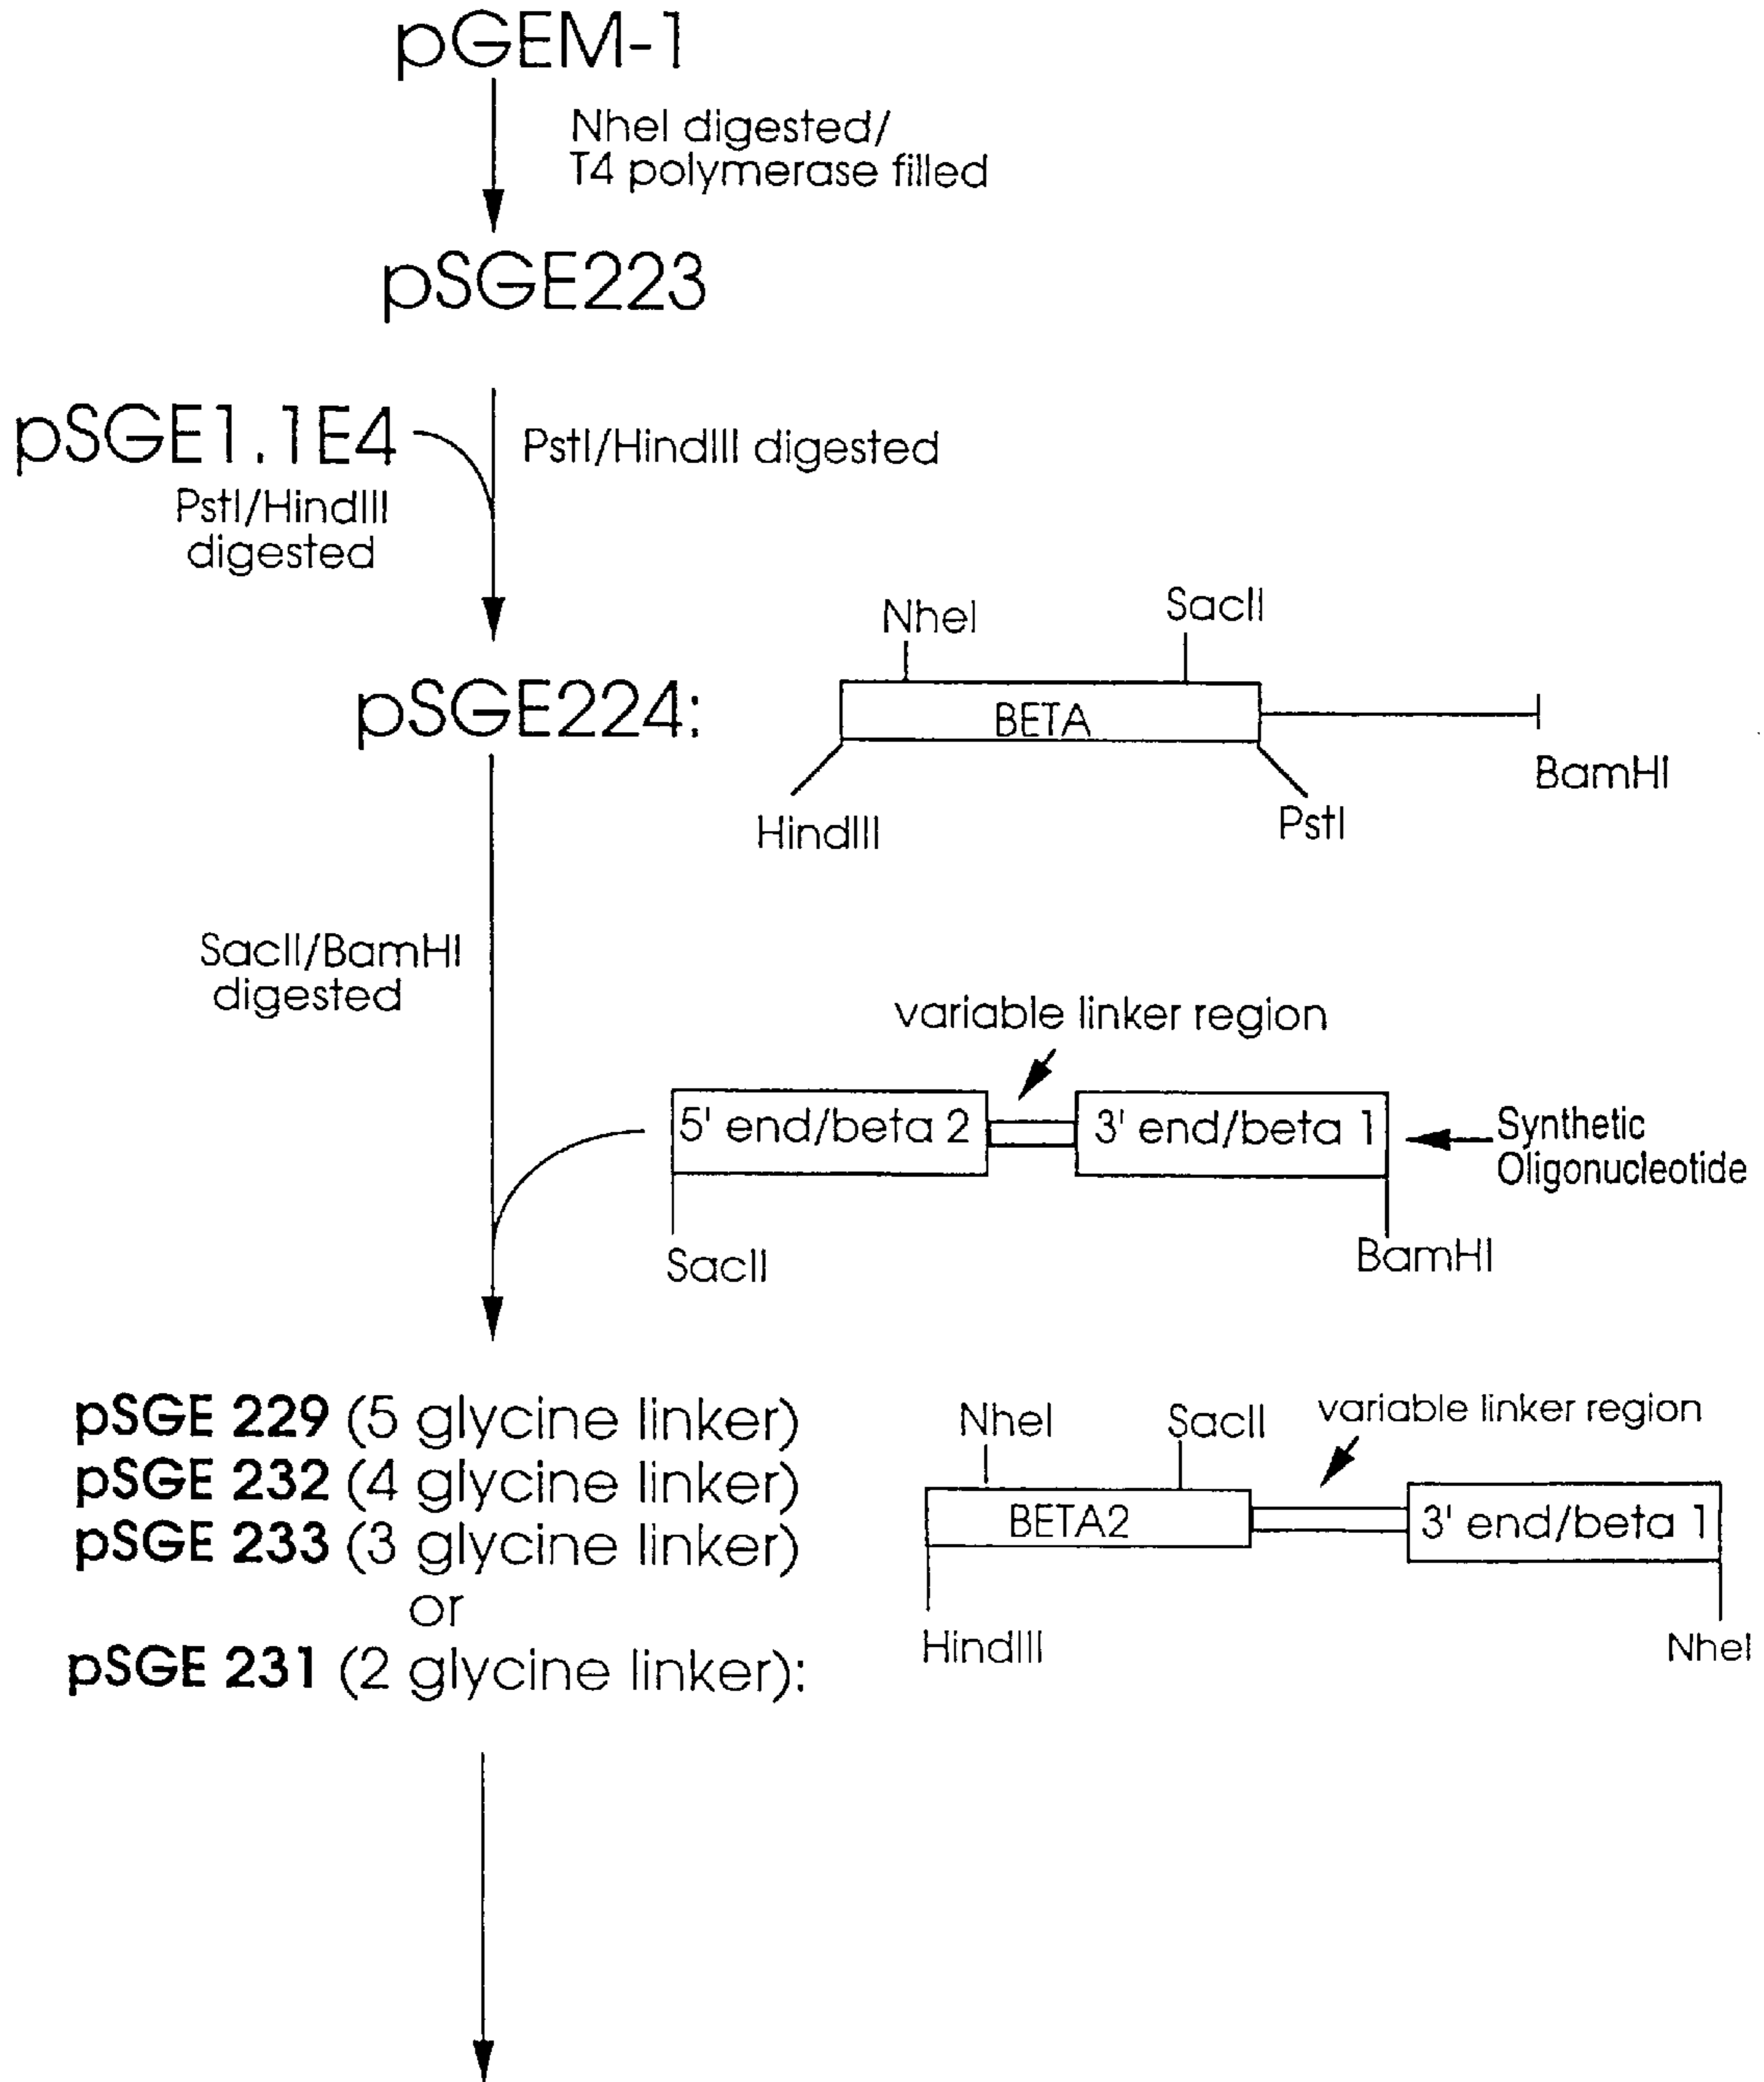 pGEM-1
NheI digested/
T4 polymerase filled
pSGE223
pSGE1.1E4
PstI/HindIII digested
PstI/HindIII
digested
NheI
SacII
pSGE224:
BETA
BamHI
HindIII
PstI
SacII/BamHI
digested
variable linker region
5' end/beta 2
3' end/beta 1
Synthetic
Oligonucleotide
SacII
BamHI
pSGE 229 (5 glycine linker)
pSGE 232 (4 glycine linker)
pSGE 233 (3 glycine linker)
or
pSGE 231 (2 glycine linker):
NheI
SacII
variable linker region
BETA2
3' end/beta 1
HindIII
NheI